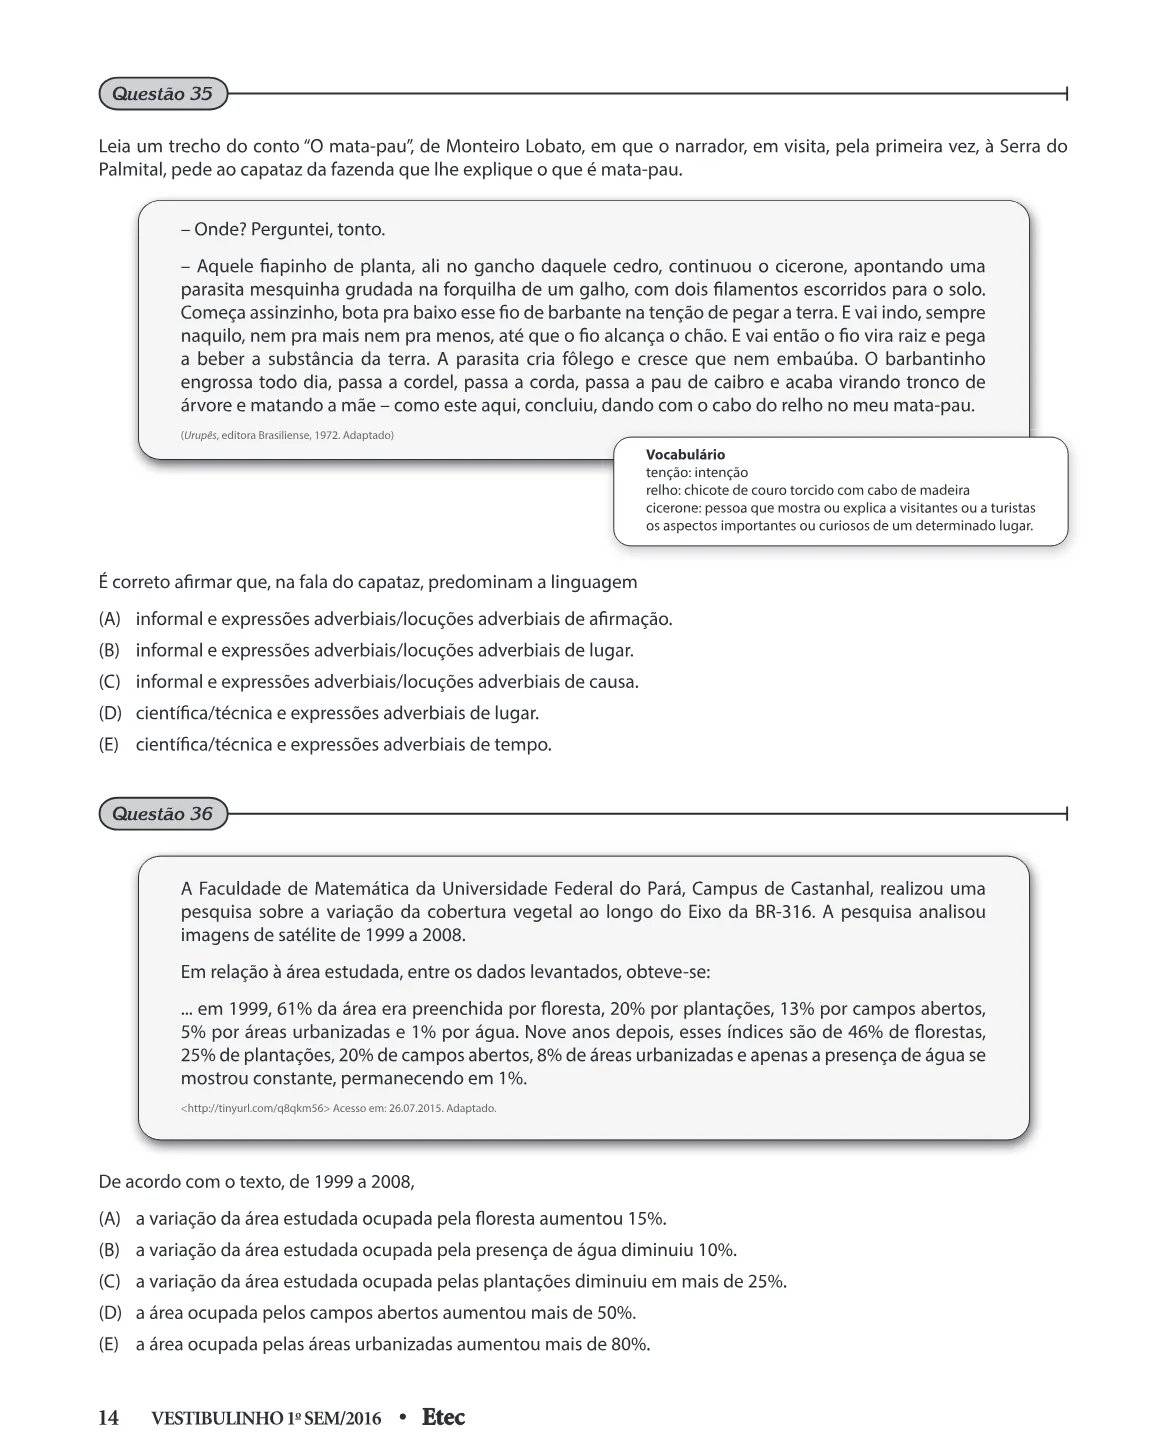 Questão 35
Leia um trecho do conto “O mata-pau”, de Monteiro Lobato, em que o narrador, em visita, pela primeira vez, à Serra do
Palmital, pede ao capataz da fazenda que lhe explique o que é mata-pau.
– Onde? Perguntei, tonto.
– Aquele fiapinho de planta, ali no gancho daquele cedro, continuou o cicerone, apontando uma
parasita mesquinha grudada na forquilha de um galho, com dois filamentos escorridos para o solo.
Começa assinzinho, bota pra baixo esse fio de barbante na tenção de pegar a terra. E vai indo, sempre
naquilo, nem pra mais nem pra menos, até que o fio alcança o chão. E vai então o fio vira raiz e pega
a beber a substância da terra. A parasita cria fôlego e cresce que nem embaúba. O barbantinho
engrossa todo dia, passa a cordel, passa a corda, passa a pau de caibro e acaba virando tronco de
árvore e matando a mãe – como este aqui, concluiu, dando com o cabo do relho no meu mata-pau.
(Urupês, editora Brasiliense, 1972. Adaptado)
Vocabulário
tenção: intenção
relho: chicote de couro torcido com cabo de madeira
cicerone: pessoa que mostra ou explica a visitantes ou a turistas
os aspectos importantes ou curiosos de um determinado lugar.
É correto afirmar que, na fala do capataz, predominam a linguagem
(A) informal e expressões adverbiais/locuções adverbiais de afirmação.
(B) informal e expressões adverbiais/locuções adverbiais de lugar.
(C) informal e expressões adverbiais/locuções adverbiais de causa.
(D) científica/técnica e expressões adverbiais de lugar.
(E) científica/técnica e expressões adverbiais de tempo.
Questão 36
A Faculdade de Matemática da Universidade Federal do Pará, Campus de Castanhal, realizou uma
pesquisa sobre a variação da cobertura vegetal ao longo do Eixo da BR-316. A pesquisa analisou
imagens de satélite de 1999 a 2008.
Em relação à área estudada, entre os dados levantados, obteve-se:
... em 1999, 61% da área era preenchida por floresta, 20% por plantações, 13% por campos abertos,
5% por áreas urbanizadas e 1% por água. Nove anos depois, esses índices são de 46% de florestas,
25% de plantações, 20% de campos abertos, 8% de áreas urbanizadas e apenas a presença de água se
mostrou constante, permanecendo em 1%.
<http://tinyurl.com/q8qkm56> Acesso em: 26.07.2015. Adaptado.
De acordo com o texto, de 1999 a 2008,
(A) a variação da área estudada ocupada pela floresta aumentou 15%.
(B) a variação da área estudada ocupada pela presença de água diminuiu 10%.
(C) a variação da área estudada ocupada pelas plantações diminuiu em mais de 25%.
(D) a área ocupada pelos campos abertos aumentou mais de 50%.
(E) a área ocupada pelas áreas urbanizadas aumentou mais de 80%.
14 VESTIBULINHO 1º SEM/2016 • Etec